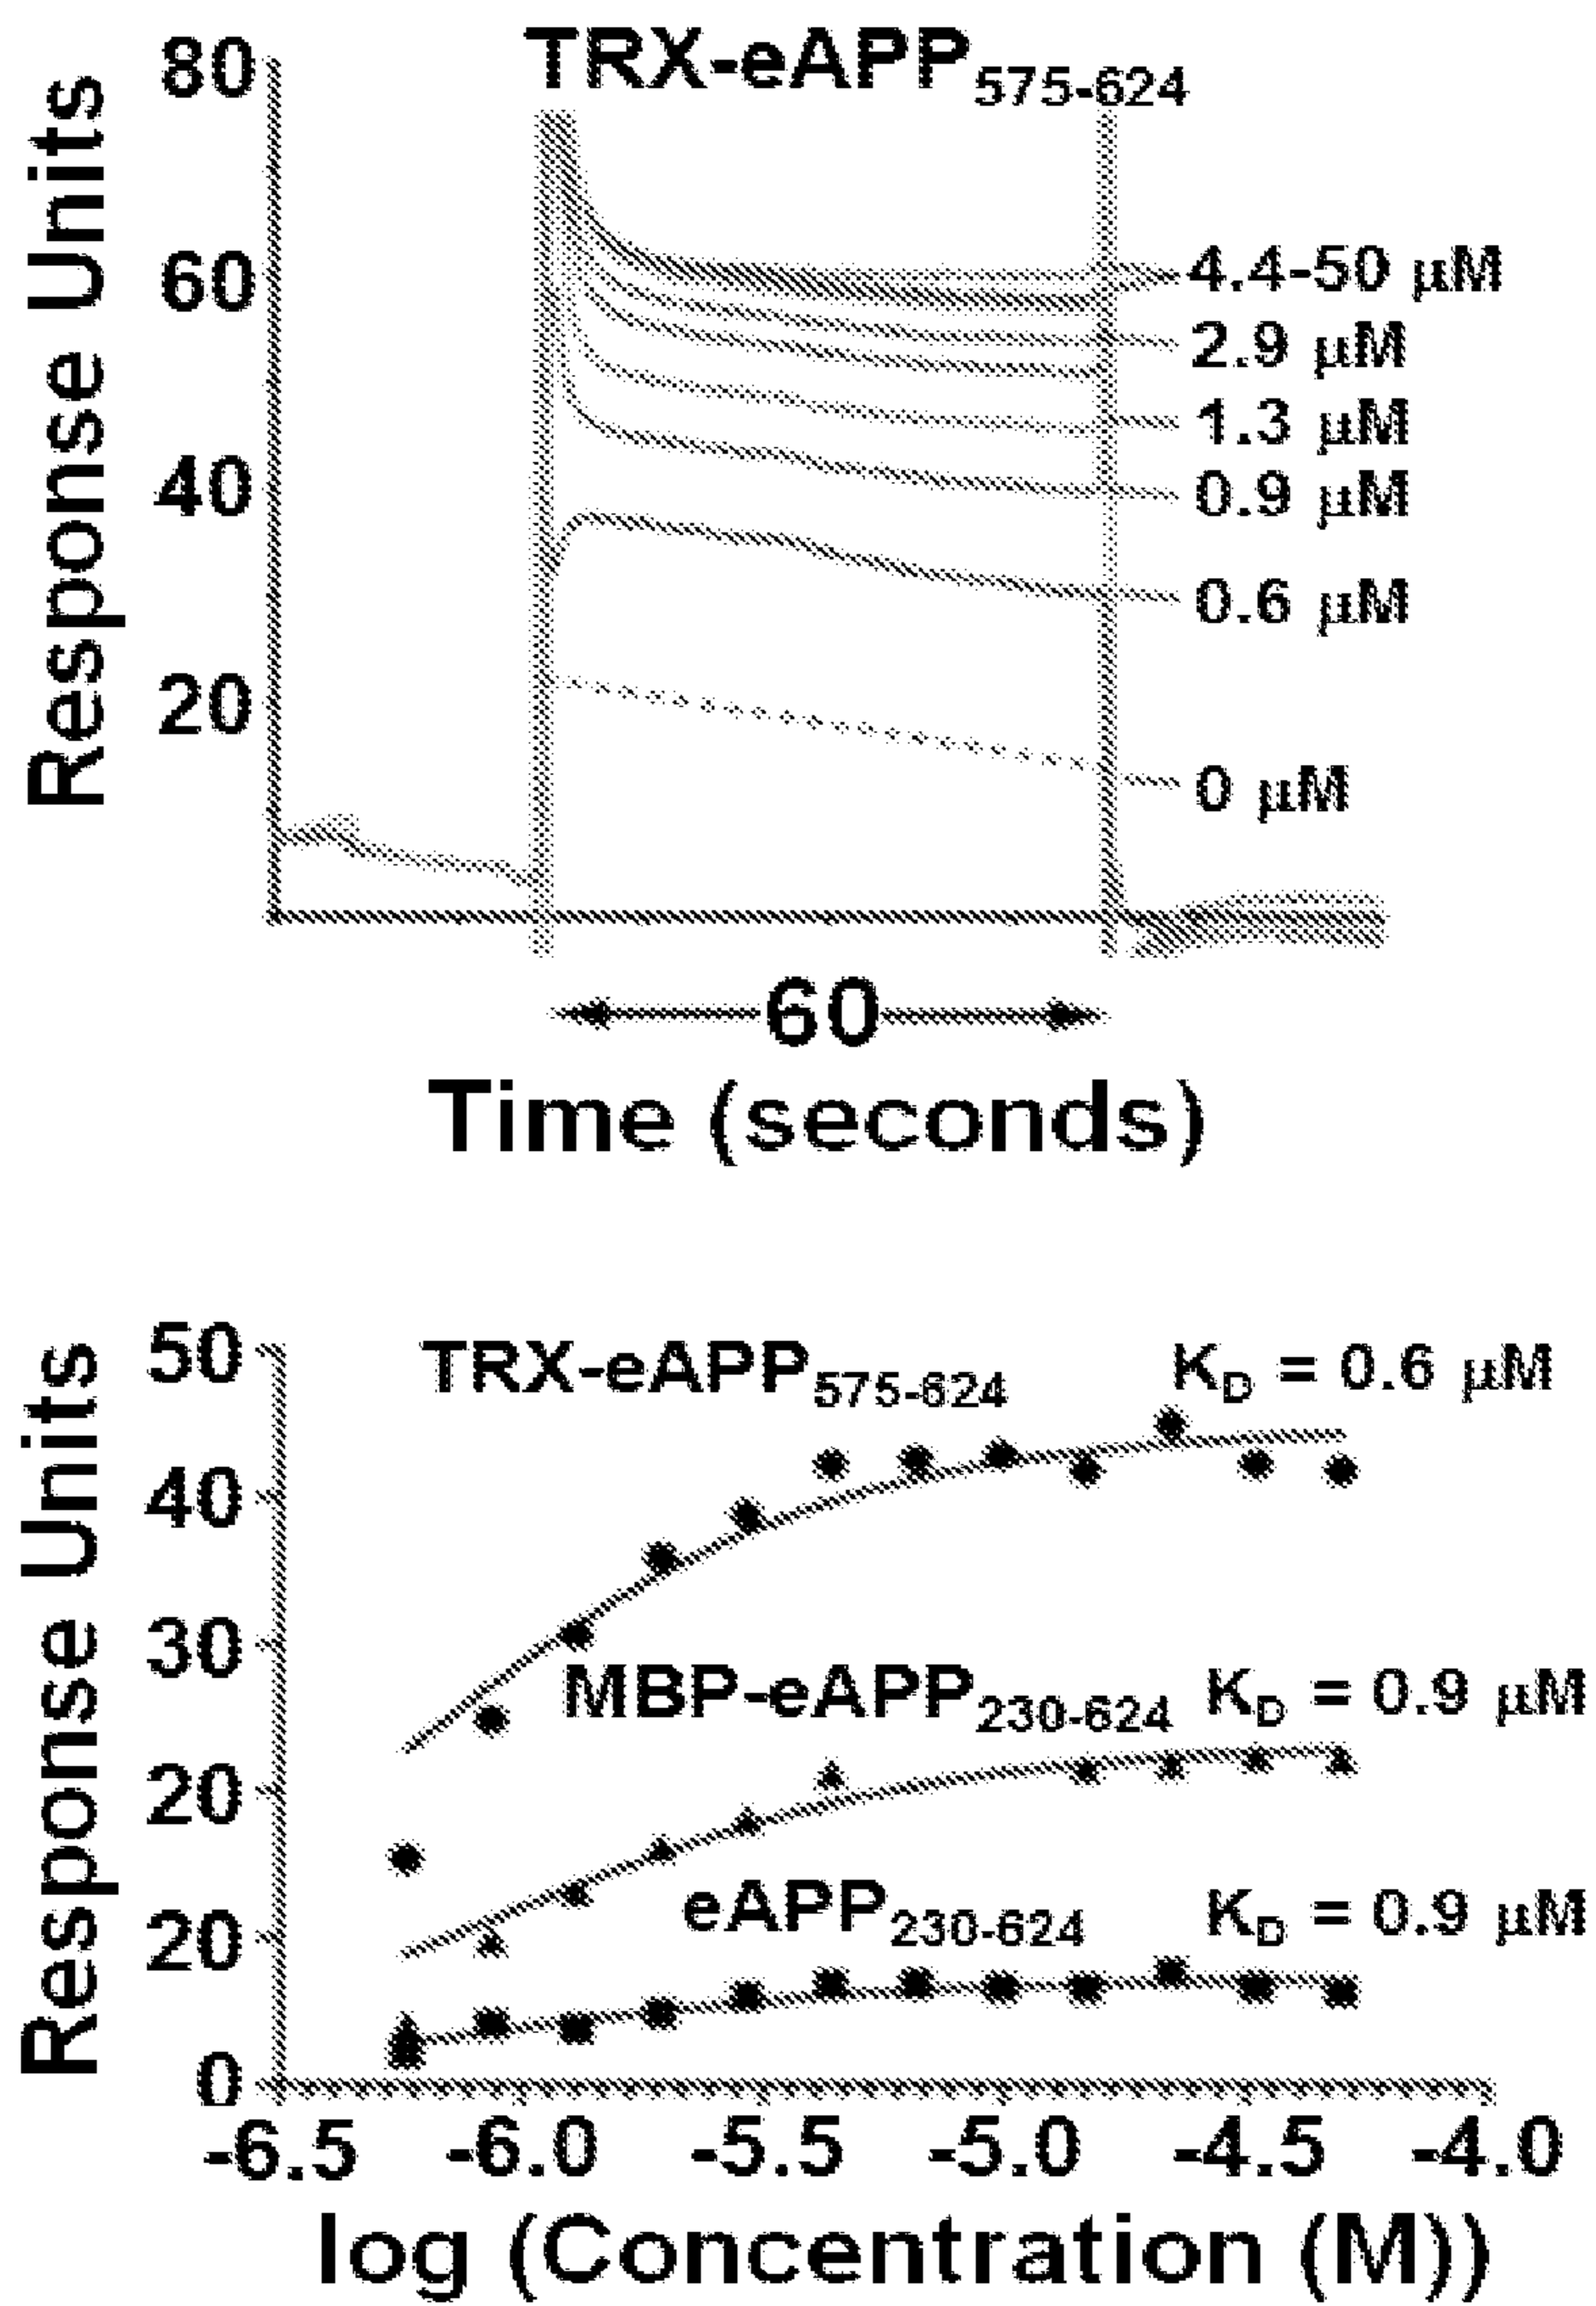 TRX-eAPP575-624
Response Units
80
60
40
20
4.4-50 µM
2.9 µM
1.3 µM
0.9 µM
0.6 µM
0 µM
60
Time (seconds)
Response Units
50
40
30
20
20
0
TRX-eAPP575-624 KD = 0.6 µM
MBP-eAPP230-624 KD = 0.9 µM
eAPP230-624 KD = 0.9 µM
-6.5 -6.0 -5.5 -5.0 -4.5 -4.0
log (Concentration (M))